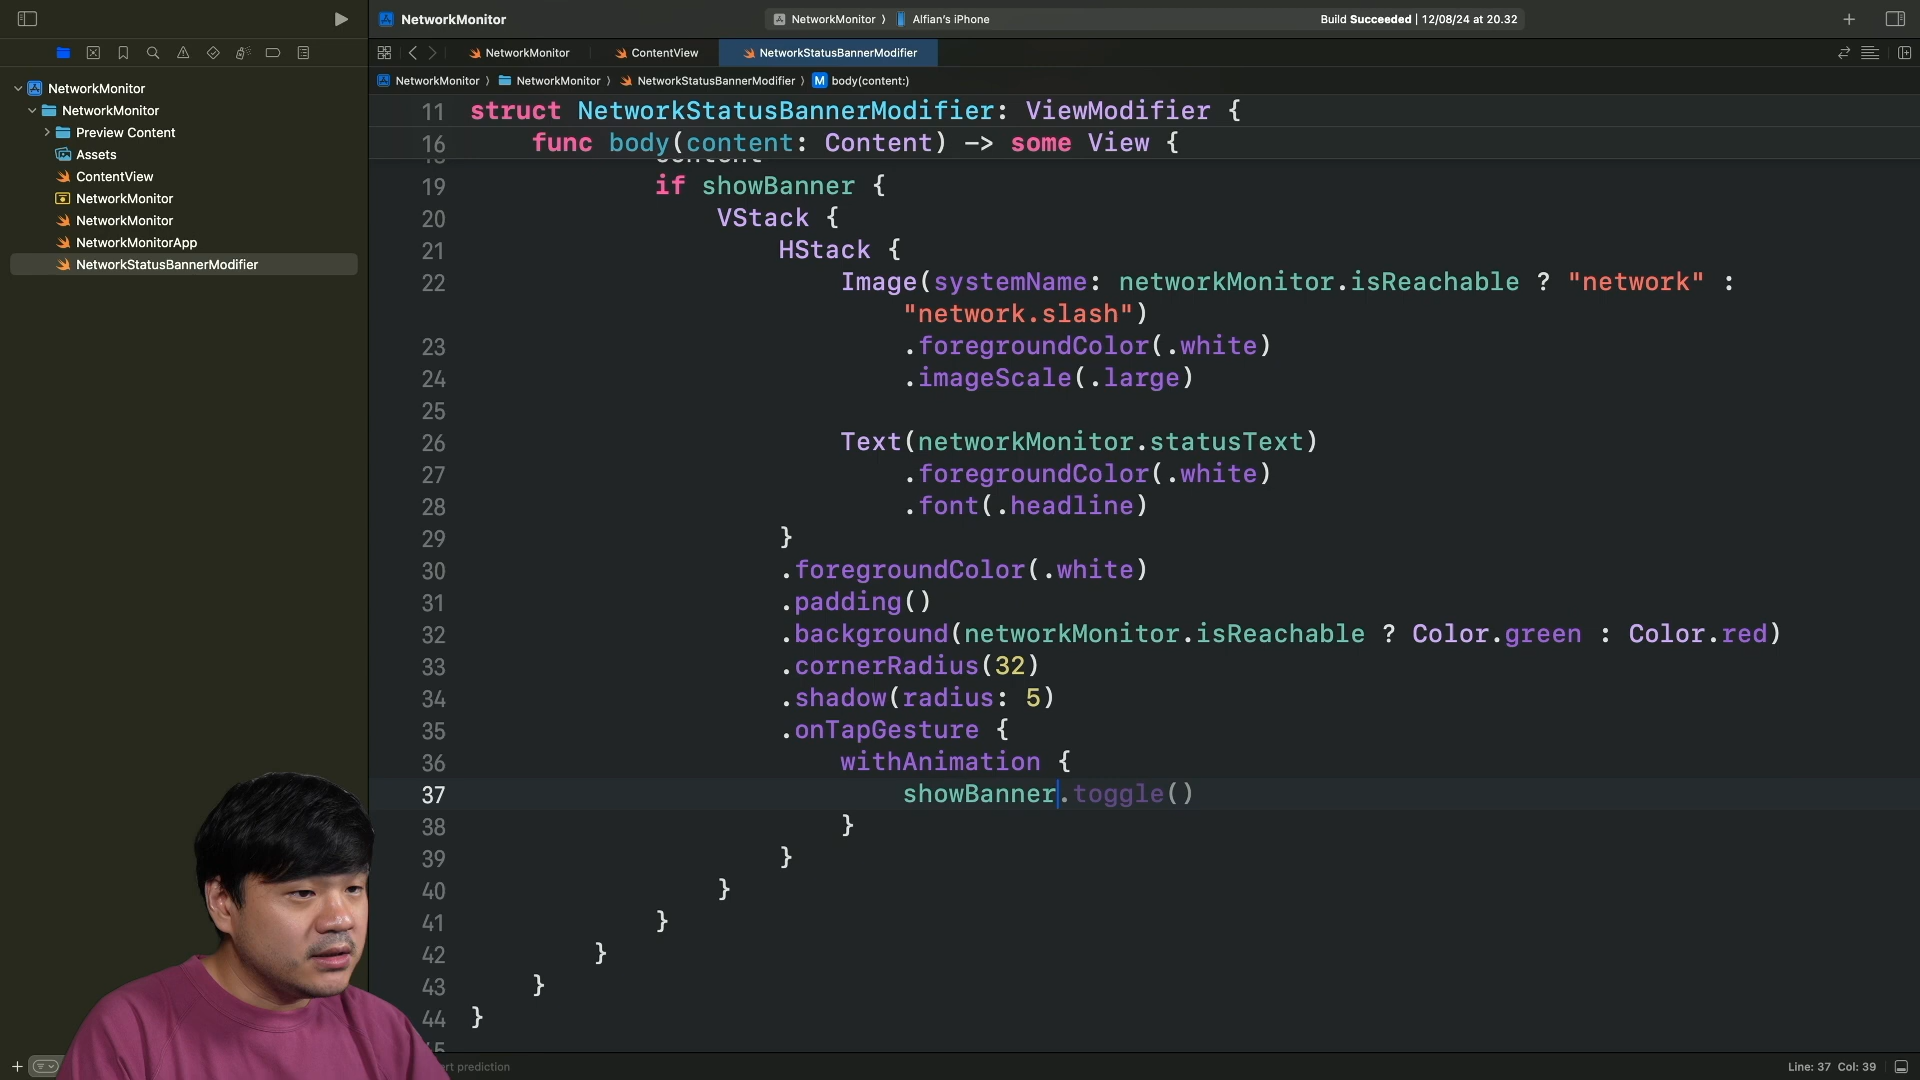 NetworkMonitor
NetworkMonitor ⟩ Alfian's iPhone
Build Succeeded | 12/08/24 at 20.32
NetworkMonitor
ContentView
NetworkStatusBannerModifier
NetworkMonitor ⟩ NetworkMonitor ⟩ NetworkStatusBannerModifier ⟩ M body(content:)
NetworkMonitor
NetworkMonitor
Preview Content
Assets
ContentView
NetworkMonitor
NetworkMonitor
NetworkMonitorApp
NetworkStatusBannerModifier
11 struct NetworkStatusBannerModifier: ViewModifier {
16 func body(content: Content) -> some View {
18 content
19 if showBanner {
20 VStack {
21 HStack {
22 Image(systemName: networkMonitor.isReachable ? "network" :
"network.slash")
23 .foregroundColor(.white)
24 .imageScale(.large)
25
26 Text(networkMonitor.statusText)
27 .foregroundColor(.white)
28 .font(.headline)
29 }
30 .foregroundColor(.white)
31 .padding()
32 .background(networkMonitor.isReachable ? Color.green : Color.red)
33 .cornerRadius(32)
34 .shadow(radius: 5)
35 .onTapGesture {
36 withAnimation {
37 showBanner.toggle()
38 }
39 }
40 }
41 }
42 }
43 }
44 }
prediction
Line: 37 Col: 39